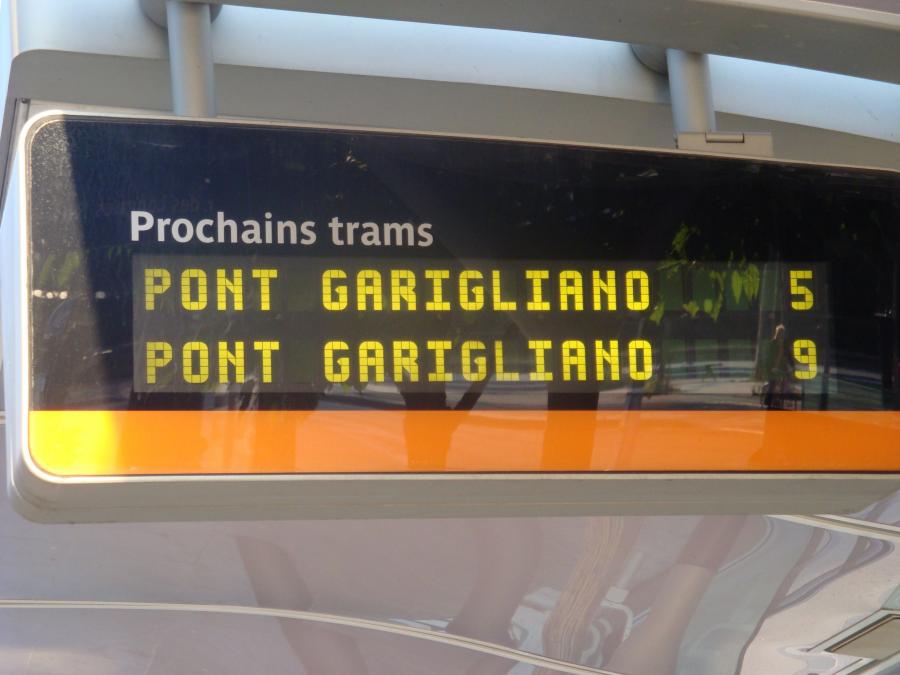 Prochains trams
PONT GARIGLIANO 5
PONT GARIGLIANO 9